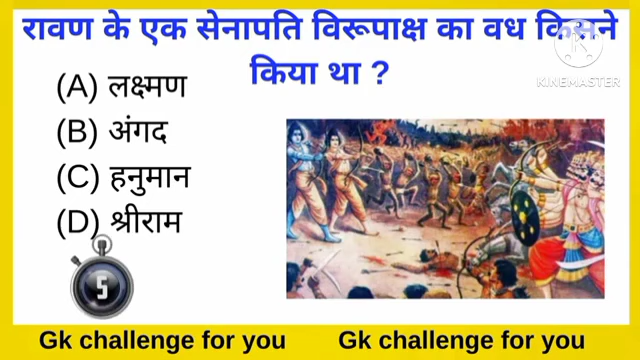 रावण के एक सेनापति विरूपाक्ष का वध किसने
किया था ?
KINEMASTER
(A) लक्ष्मण
(B) अंगद
(C) हनुमान
(D) श्रीराम
5
Gk challenge for you Gk challenge for you